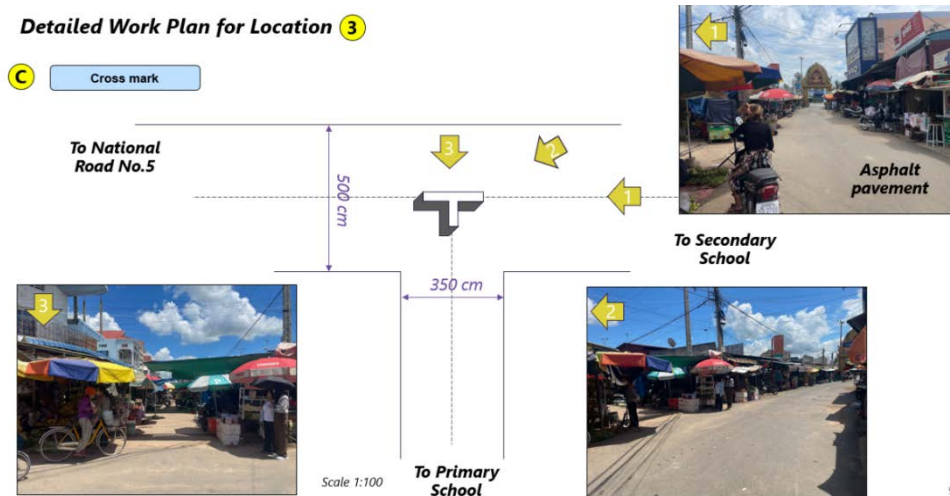 Detailed Work Plan for Location 3
C
Cross mark
To National
Road No.5
500 cm
3
2
1
1
Asphalt
pavement
To Secondary
School
350 cm
3
2
Scale 1:100
To Primary
School